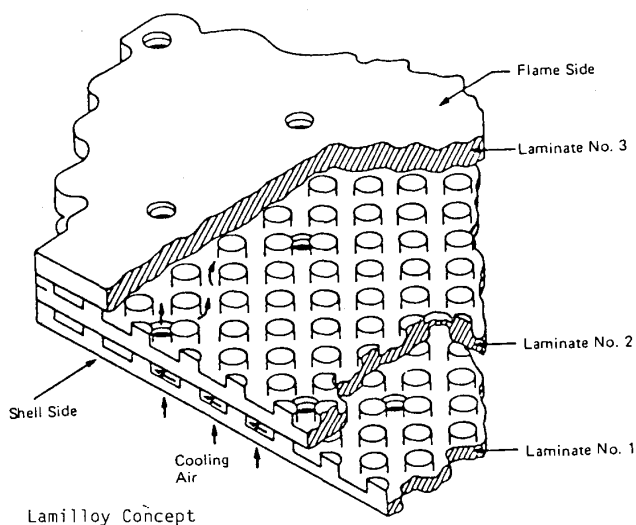 Flame Side
Laminate No. 3
Laminate No. 2
Shell Side
Laminate No. 1
Cooling
Air
Lamilloy Concept